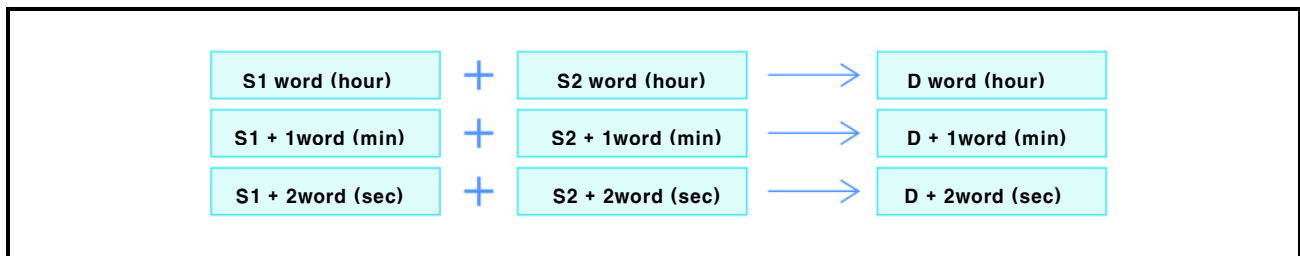 S1 word (hour) + S2 word (hour) → D word (hour)
S1 + 1word (min) + S2 + 1word (min) → D + 1word (min)
S1 + 2word (sec) + S2 + 2word (sec) → D + 2word (sec)